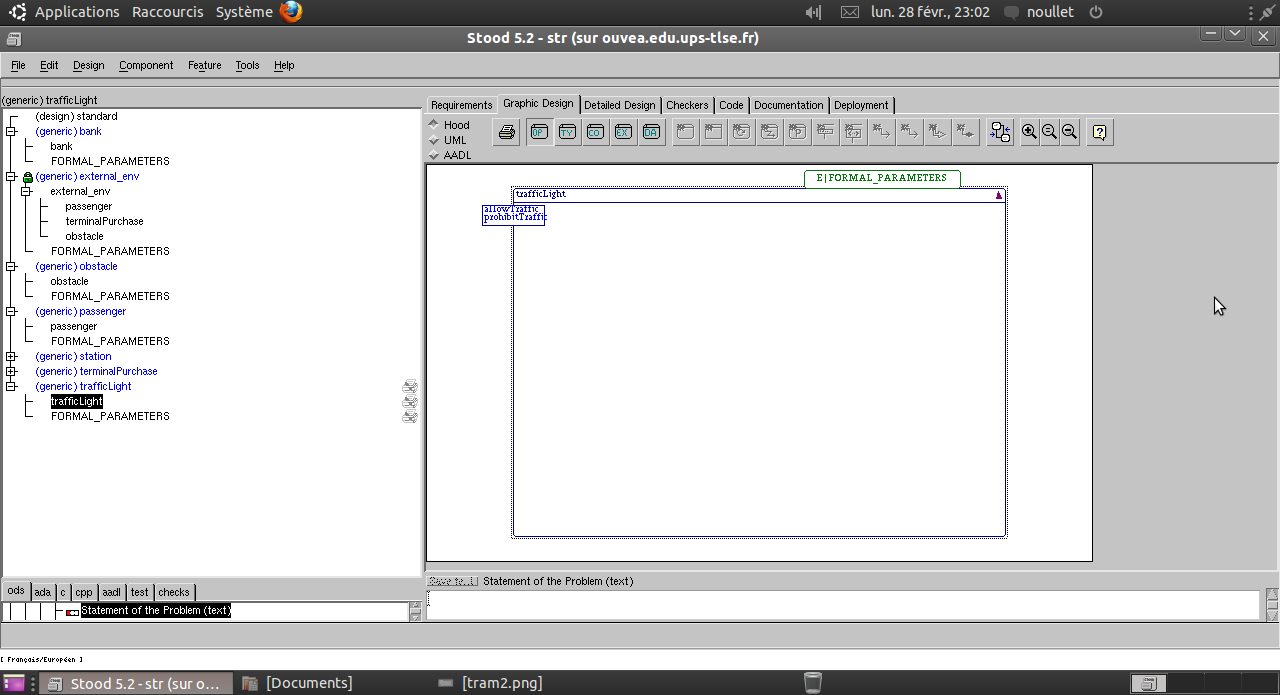 Applications Raccourcis Système lun. 28 févr., 23:02 noullet
Stood 5.2 - str (sur ouvea.edu.ups-tlse.fr)
File Edit Design Component Feature Tools Help
(generic) trafficLight
(design) standard
(generic) bank
bank
FORMAL_PARAMETERS
(generic) external_env
external_env
passenger
terminalPurchase
obstacle
FORMAL_PARAMETERS
(generic) obstacle
obstacle
FORMAL_PARAMETERS
(generic) passenger
passenger
FORMAL_PARAMETERS
(generic) station
(generic) terminalPurchase
(generic) trafficLight
trafficLight
FORMAL_PARAMETERS
ods ada c cpp aadl test checks
Statement of the Problem (text)
Requirements Graphic Design Detailed Design Checkers Code Documentation Deployment
Hood
UML
AADL
OP TY CO EX DA P ?
E|FORMAL_PARAMETERS
trafficLight
allowTraffic
prohibitTraffic
Statement of the Problem (text)
[ Français/Européen ]
Stood 5.2 - str (sur o... [Documents] [tram2.png]